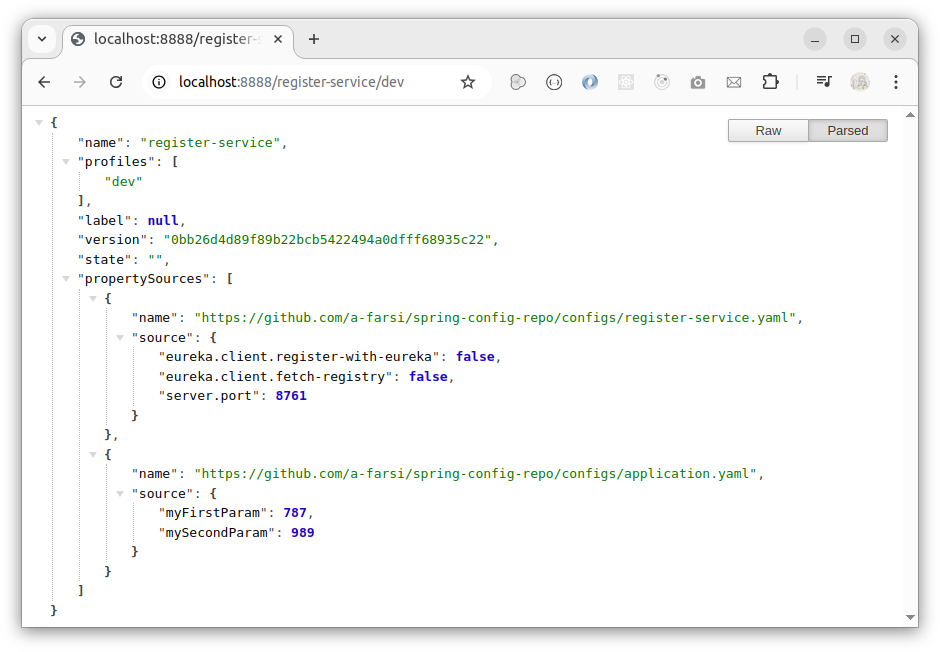 localhost:8888/register-
localhost:8888/register-service/dev
Raw Parsed
{
"name": "register-service",
"profiles": [
"dev"
],
"label": null,
"version": "0bb26d4d89f89b22bcb5422494a0dfff68935c22",
"state": "",
"propertySources": [
{
"name": "https://github.com/a-farsi/spring-config-repo/configs/register-service.yaml",
"source": {
"eureka.client.register-with-eureka": false,
"eureka.client.fetch-registry": false,
"server.port": 8761
}
},
{
"name": "https://github.com/a-farsi/spring-config-repo/configs/application.yaml",
"source": {
"myFirstParam": 787,
"mySecondParam": 989
}
}
]
}